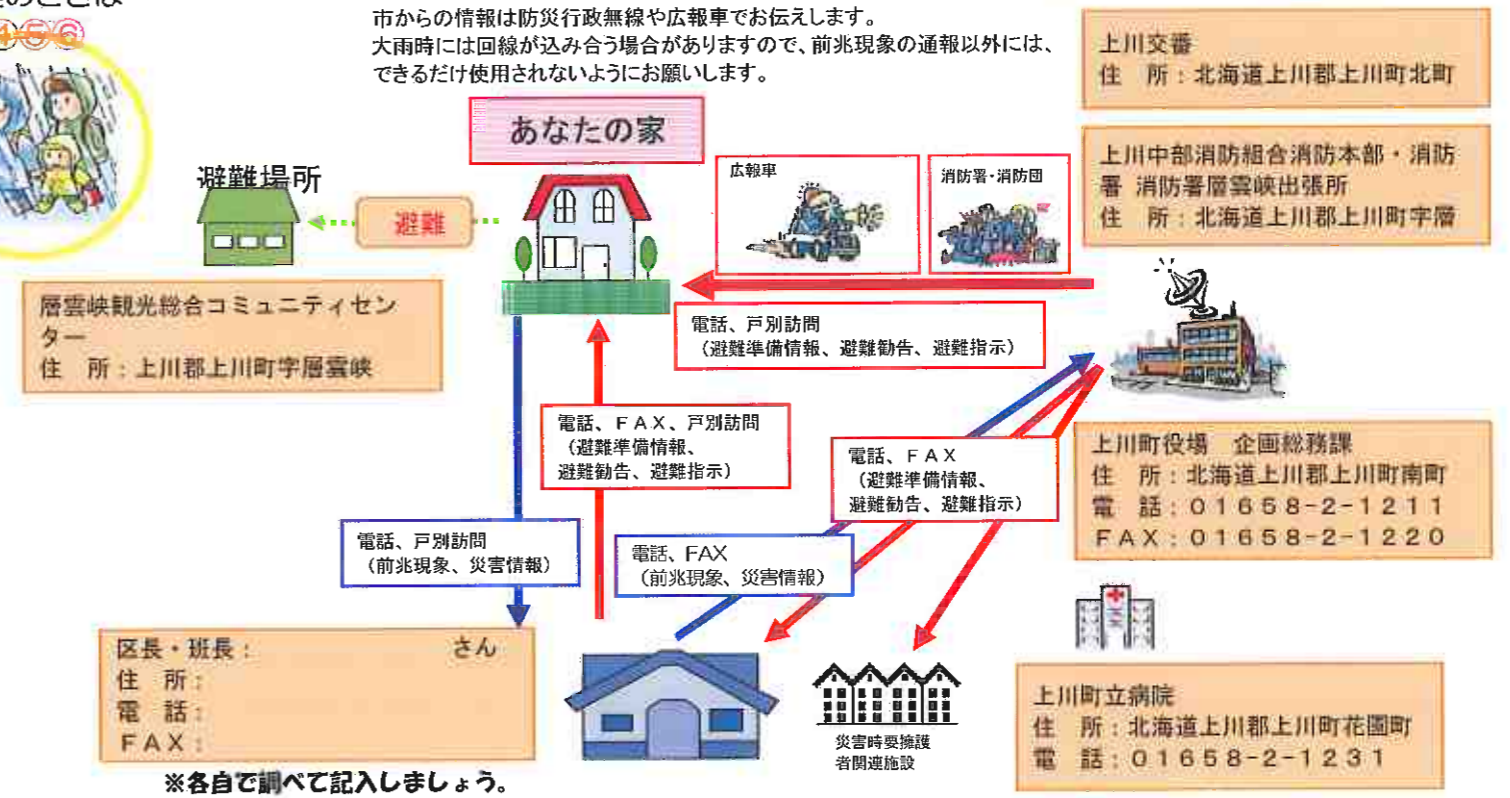 のことは
市からの情報は防災行政無線や広報車でお伝えします。
大雨時には回線が込み合う場合がありますので、前兆現象の通報以外には、
できるだけ使用されないようにお願いします。
上川交番
住 所：北海道上川郡上川町北町
あなたの家
上川中部消防組合消防本部・消防
署 消防署層雲峡出張所
住 所：北海道上川郡上川町字層
広報車
消防署・消防団
避難場所
避難
層雲峡観光総合コミュニティセン
ター
住 所：上川郡上川町字層雲峡
電話、戸別訪問
（避難準備情報、避難勧告、避難指示）
電話、ＦＡＸ、戸別訪問
（避難準備情報、
避難勧告、避難指示）
電話、ＦＡＸ
（避難準備情報、
避難勧告、避難指示）
上川町役場 企画総務課
住 所：北海道上川郡上川町南町
電 話：０１６５８−２−１２１１
ＦＡＸ：０１６５８−２−１２２０
電話、戸別訪問
（前兆現象、災害情報）
電話、FAX
（前兆現象、災害情報）
区長・班長： さん
住 所：
電 話：
ＦＡＸ：
※各自で調べて記入しましょう。
災害時要擁護
者関連施設
上川町立病院
住 所：北海道上川郡上川町花園町
電 話：０１６５８−２−１２３１